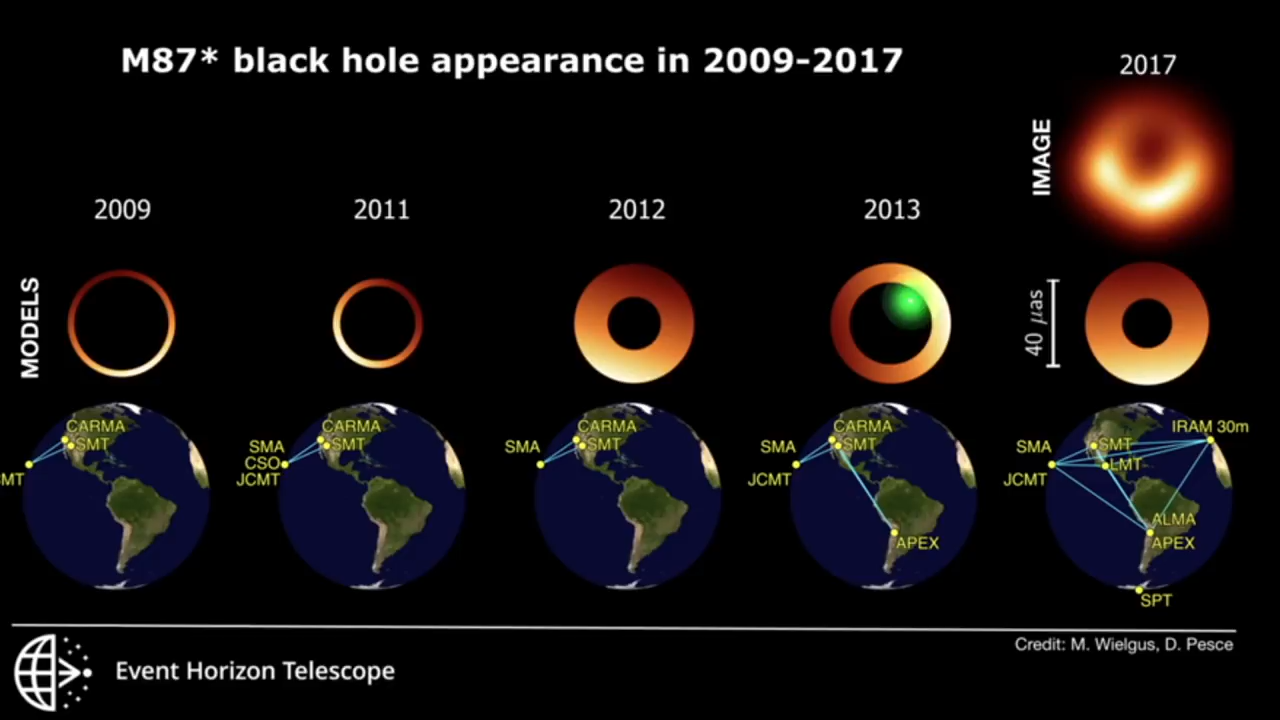 M87* black hole appearance in 2009-2017
2017
IMAGE
2009
2011
2012
2013
MODELS
40 μas
CARMA
SMT
CMT
SMA
CSO
JCMT
CARMA
SMT
SMA
CARMA
SMT
SMA
JCMT
CARMA
SMT
APEX
SMA
JCMT
SMT
LMT
IRAM 30m
ALMA
APEX
SPT
Credit: M. Wielgus, D. Pesce
Event Horizon Telescope